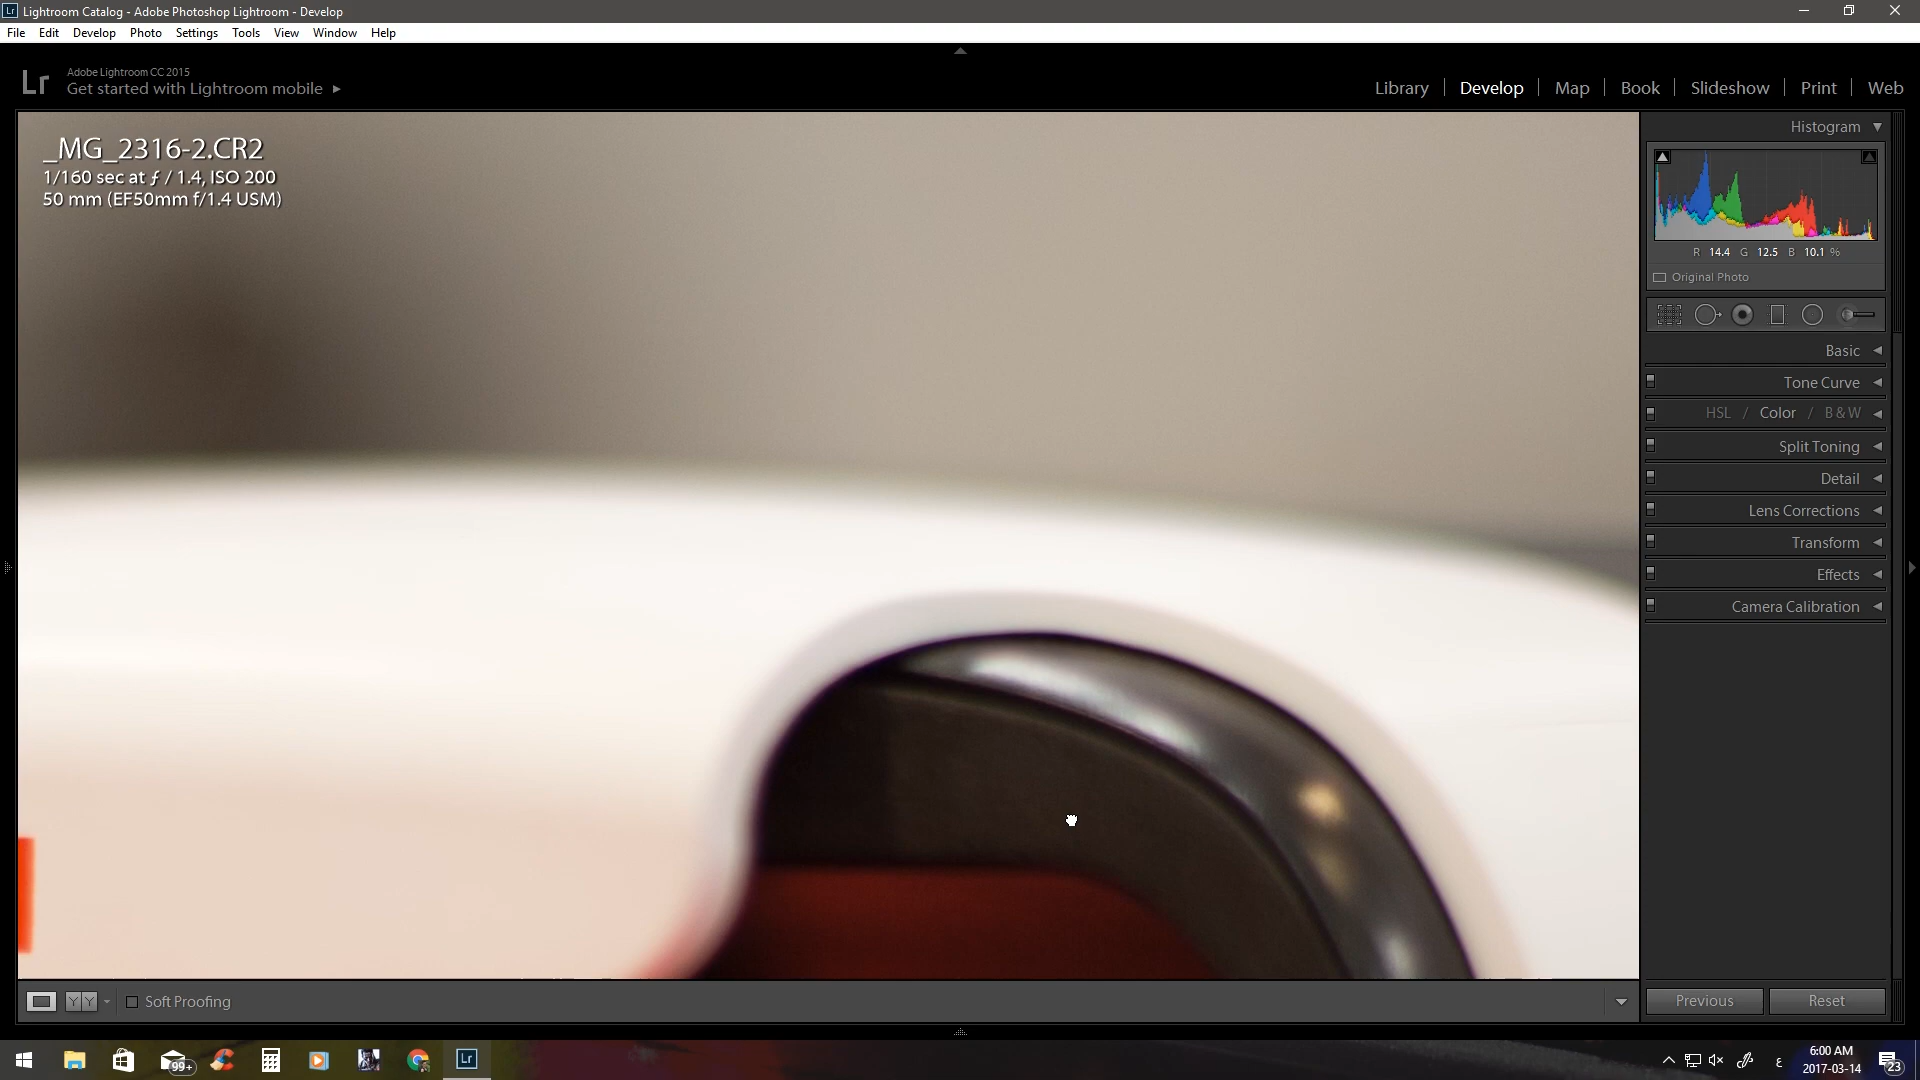 Lr Lightroom Catalog - Adobe Photoshop Lightroom - Develop
File Edit Develop Photo Settings Tools View Window Help
Lr Adobe Lightroom CC 2015
Get started with Lightroom mobile
Library Develop Map Book Slideshow Print Web
_MG_2316-2.CR2
1/160 sec at ƒ / 1.4, ISO 200
50 mm (EF50mm f/1.4 USM)
Histogram
R 14.4 G 12.5 B 10.1 %
Original Photo
Basic
Tone Curve
HSL / Color / B & W
Split Toning
Detail
Lens Corrections
Transform
Effects
Camera Calibration
Y Y Soft Proofing
Previous Reset
99+ Lr ع 6:00 AM
2017-03-14 23